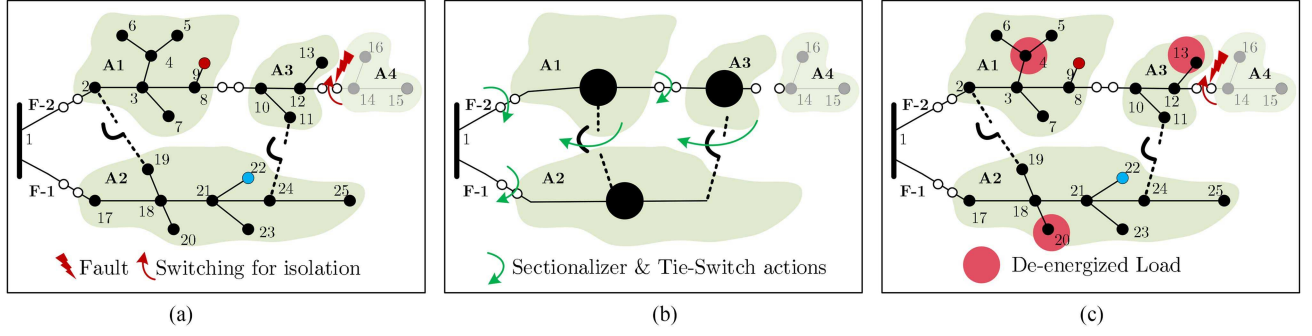 6
5
13
16
A1
9
A3
4
A4
2
F-2
3
8
10
12
14
15
7
11
1
19
22
A2
21
24
25
F-1
17
18
20
23
Fault
Switching for isolation
(a)
A1
A3
A4
F-2
1
A2
F-1
Sectionalizer & Tie-Switch actions
(b)
6
5
13
16
A1
9
A3
4
A4
2
F-2
3
8
10
12
14
15
7
11
1
19
22
A2
21
24
25
F-1
17
18
20
23
De-energized Load
(c)